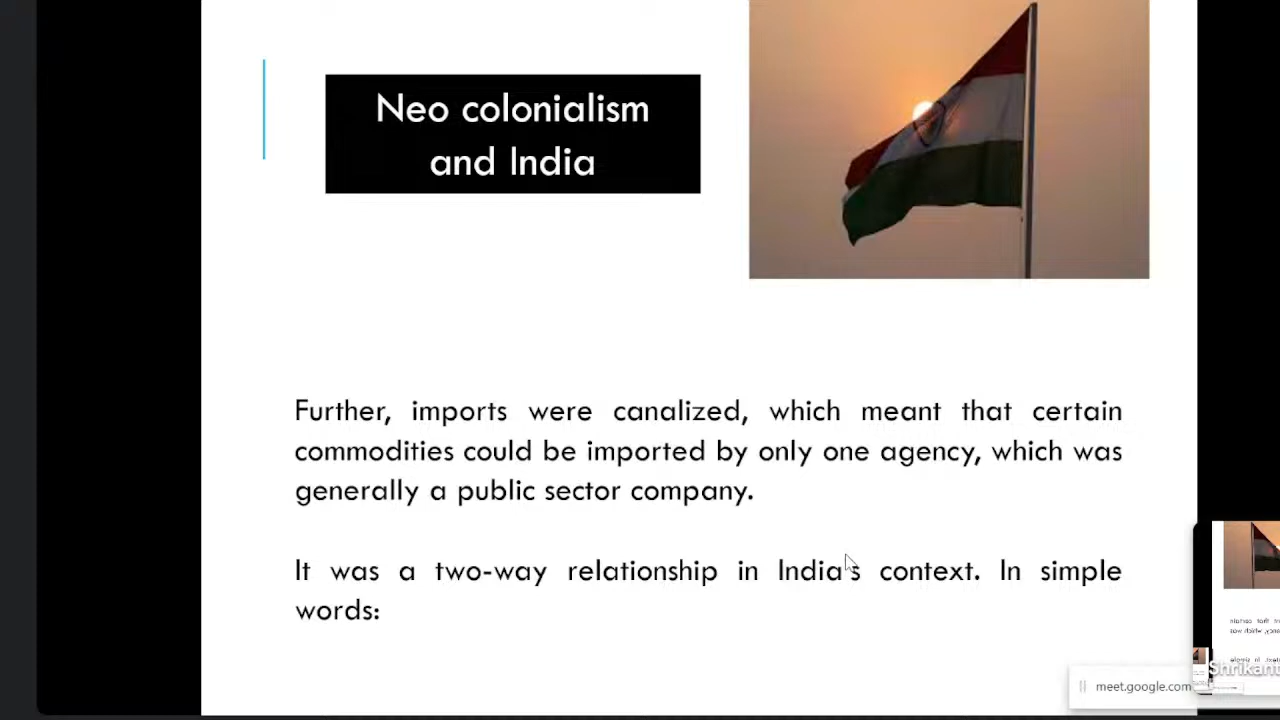 Neo colonialism
and India
Further, imports were canalized, which meant that certain
commodities could be imported by only one agency, which was
generally a public sector company.
It was a two-way relationship in India's context. In simple
words:
meet.google.com
Shrikant